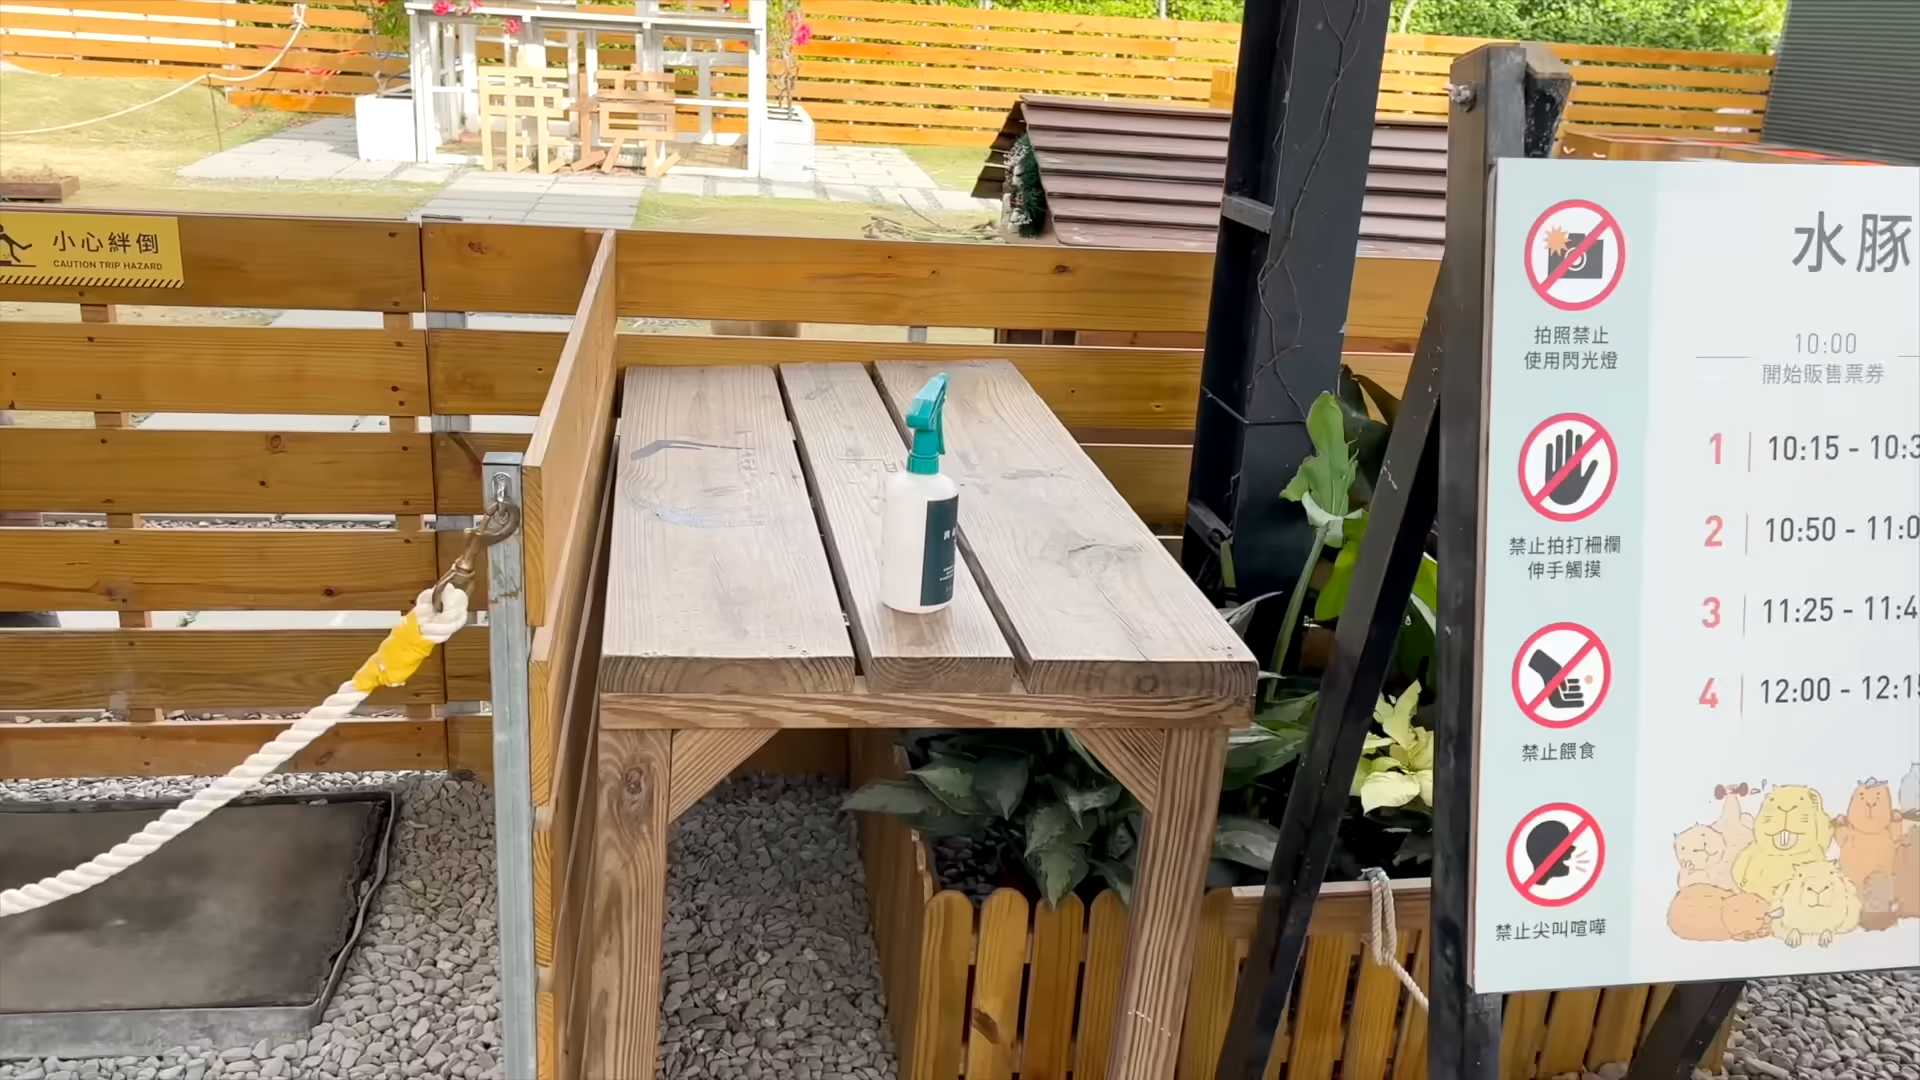 小心絆倒
CAUTION TRIP HAZARD
水豚
10:00
開始販售票券
拍照禁止
使用閃光燈
1 10:15 - 10:3
禁止拍打柵欄
伸手觸摸
2 10:50 - 11:0
3 11:25 - 11:4
4 12:00 - 12:15
禁止餵食
禁止尖叫喧嘩